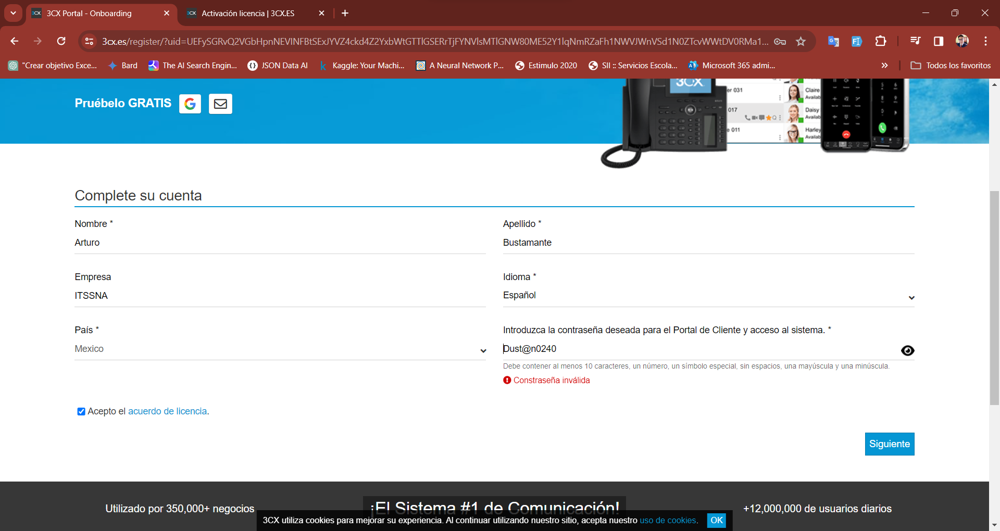 3CX Portal - Onboarding
Activación licencia | 3CX.ES
3cx.es/register/?uid=UEFySGRvQ2VGbHpnNEVINFBtSExJYVZ4ckd4Z2YxbWtGTTlGSERrTjFYNVlsMTlGNW80ME52Y1lqNmRZaFh1NWVJWnVSd1N0ZTcvWWtDV0RMa1...
"Crear objetivo Exce...
Bard
The AI Search Engin...
JSON Data AI
Kaggle: Your Machi...
A Neural Network P...
Estimulo 2020
SII :: Servicios Escola...
Microsoft 365 admi...
Todos los favoritos
Pruébelo GRATIS
3CX
er 031
Claire
Availab
017
Daisy
Availab
e 011
Harley
Availab
Complete su cuenta
Nombre *
Apellido *
Arturo
Bustamante
Empresa
Idioma *
ITSSNA
Español
País *
Introduzca la contraseña deseada para el Portal de Cliente y acceso al sistema. *
Mexico
Dust@n0240
Debe contener al menos 10 caracteres, un número, un símbolo especial, sin espacios, una mayúscula y una minúscula.
Constraseña inválida
Acepto el acuerdo de licencia.
Siguiente
Utilizado por 350,000+ negocios
¡El Sistema #1 de Comunicación!
+12,000,000 de usuarios diarios
3CX utiliza cookies para mejorar su experiencia. Al continuar utilizando nuestro sitio, acepta nuestro uso de cookies.
OK